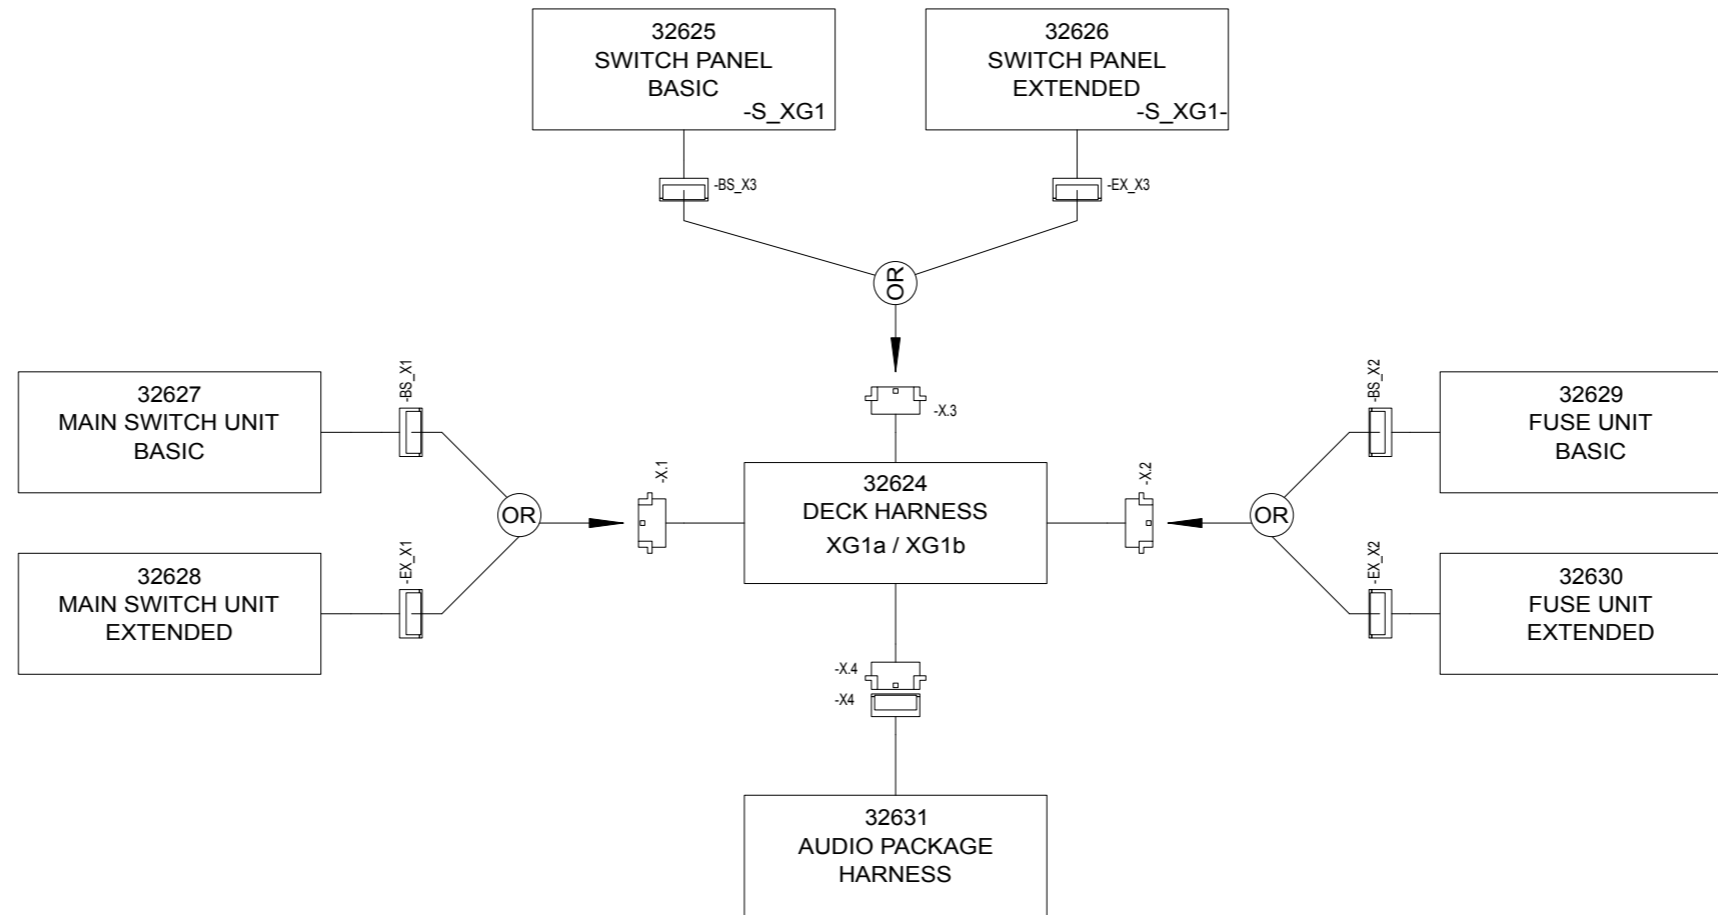 32625
SWITCH PANEL
BASIC
-S_XG1
32626
SWITCH PANEL
EXTENDED
-S_XG1-
-BS_X3
-EX_X3
OR
-X.3
32627
MAIN SWITCH UNIT
BASIC
-BS_X1
32628
MAIN SWITCH UNIT
EXTENDED
-EX_X1
OR
-X.1
32624
DECK HARNESS
XG1a / XG1b
-X.2
OR
-BS_X2
32629
FUSE UNIT
BASIC
-EX_X2
32630
FUSE UNIT
EXTENDED
-X.4
-X4
32631
AUDIO PACKAGE
HARNESS